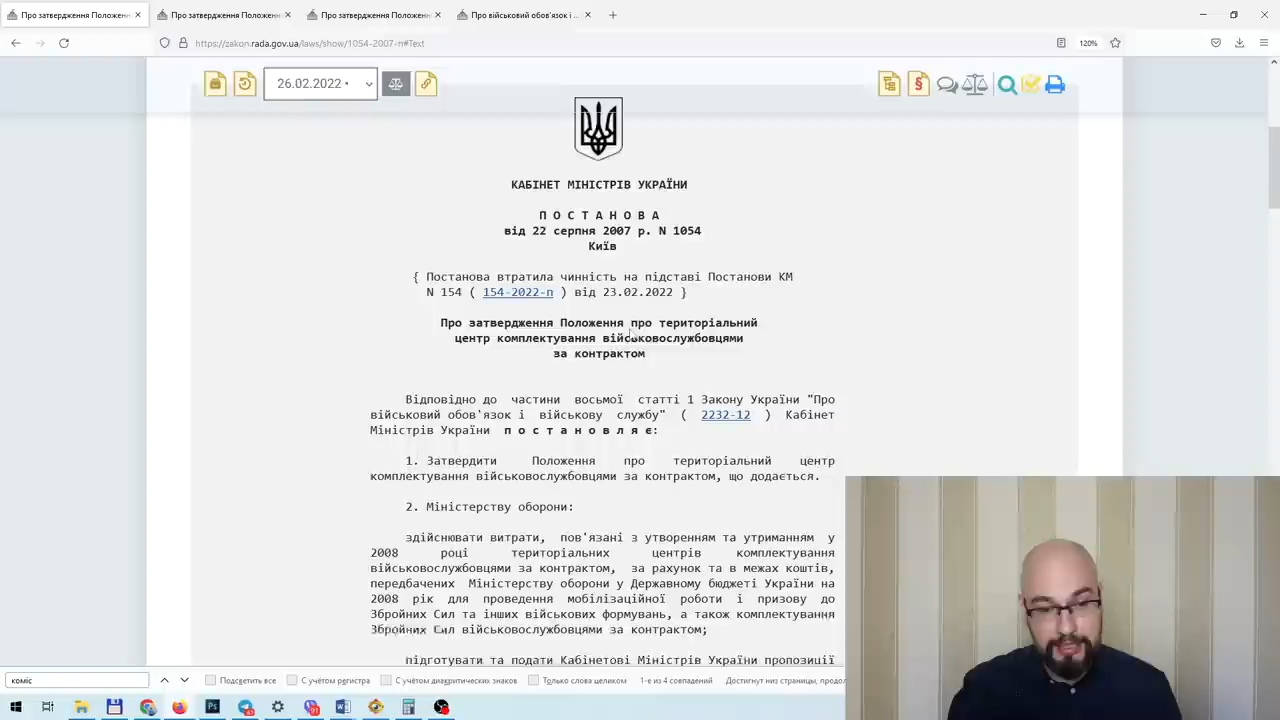 Про затвердження Положенн
Про затвердження Положенн
Про затвердження Положенн
Про військовий обов'язок і ...
https://zakon.rada.gov.ua/laws/show/1054-2007-п#Text
120%
26.02.2022 •
КАБІНЕТ МІНІСТРІВ УКРАЇНИ
П О С Т А Н О В А
від 22 серпня 2007 р. N 1054
Київ
{ Постанова втратила чинність на підставі Постанови КМ
N 154 ( 154-2022-п ) від 23.02.2022 }
Про затвердження Положення про територіальний
центр комплектування військовослужбовцями
за контрактом
Відповідно до частини восьмої статті 1 Закону України "Про
військовий обов'язок і військову службу" ( 2232-12 ) Кабінет
Міністрів України п о с т а н о в л я є:
1. Затвердити Положення про територіальний центр
комплектування військовослужбовцями за контрактом, що додається.
2. Міністерству оборони:
здійснювати витрати, пов'язані з утворенням та утриманням у
2008 році територіальних центрів комплектування
військовослужбовцями за контрактом, за рахунок та в межах коштів,
передбачених Міністерству оборони у Державному бюджеті України на
2008 рік для проведення мобілізаційної роботи і призову до
Збройних Сил та інших військових формувань, а також комплектування
Збройних Сил військовослужбовцями за контрактом;
підготувати та подати Кабінетові Міністрів України пропозиції
коміс
Подсветить все
С учётом регистра
С учётом диакритических знаков
Только слова целиком
1-е из 4 совпадений
Достигнут низ страницы, продол